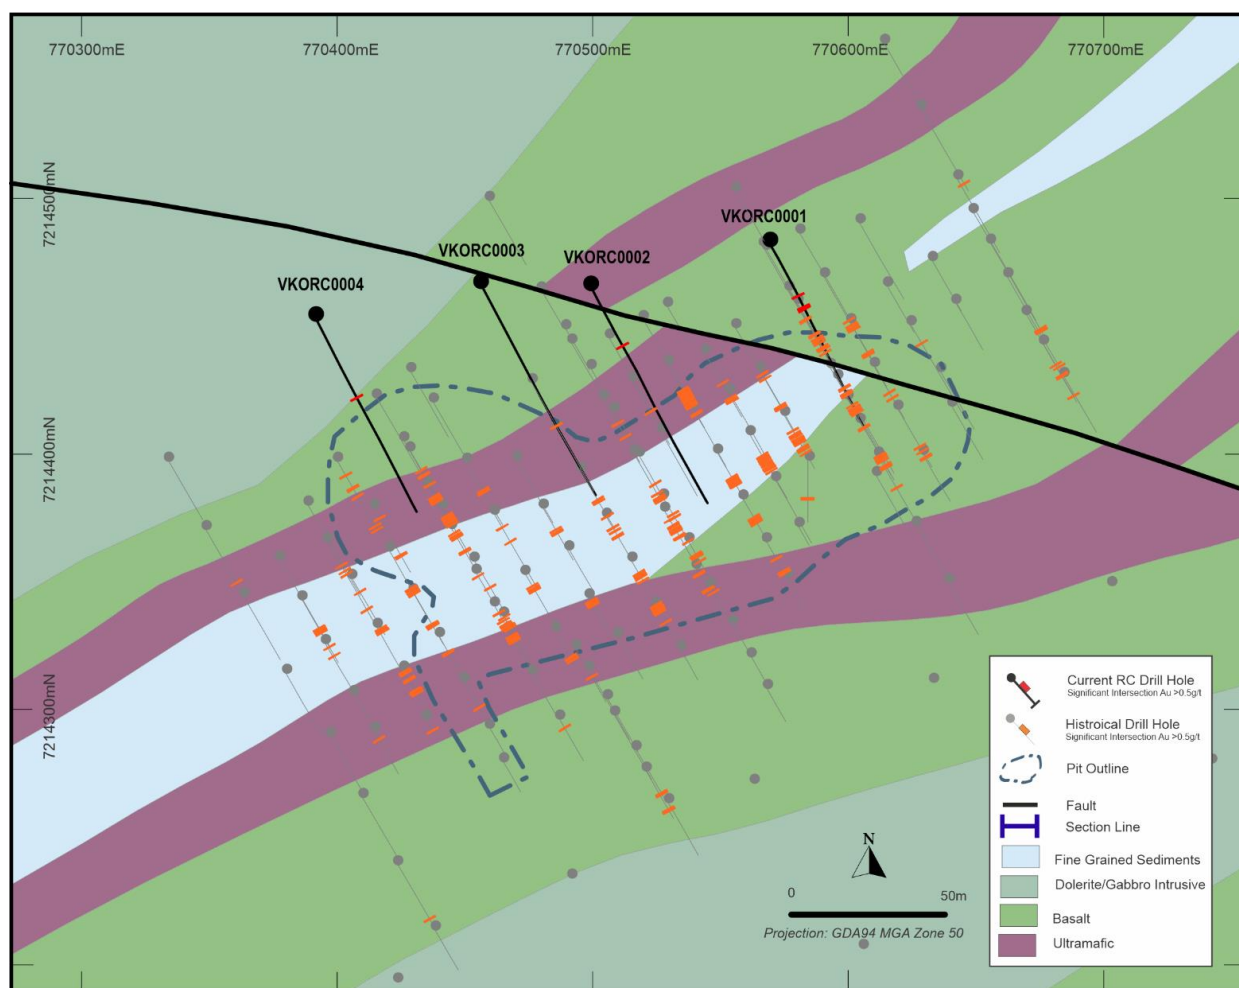 770300mE
770400mE
770500mE
770600mE
770700mE
7214500mN
7214400mN
7214300mN
VKORC0001
VKORC0003
VKORC0002
VKORC0004
Current RC Drill Hole
Significant Intersection Au >0.5g/t
Histroical Drill Hole
Significant Intersection Au >0.5g/t
Pit Outline
Fault
Section Line
Fine Grained Sediments
Dolerite/Gabbro Intrusive
Basalt
Ultramafic
N
0
50m
Projection: GDA94 MGA Zone 50